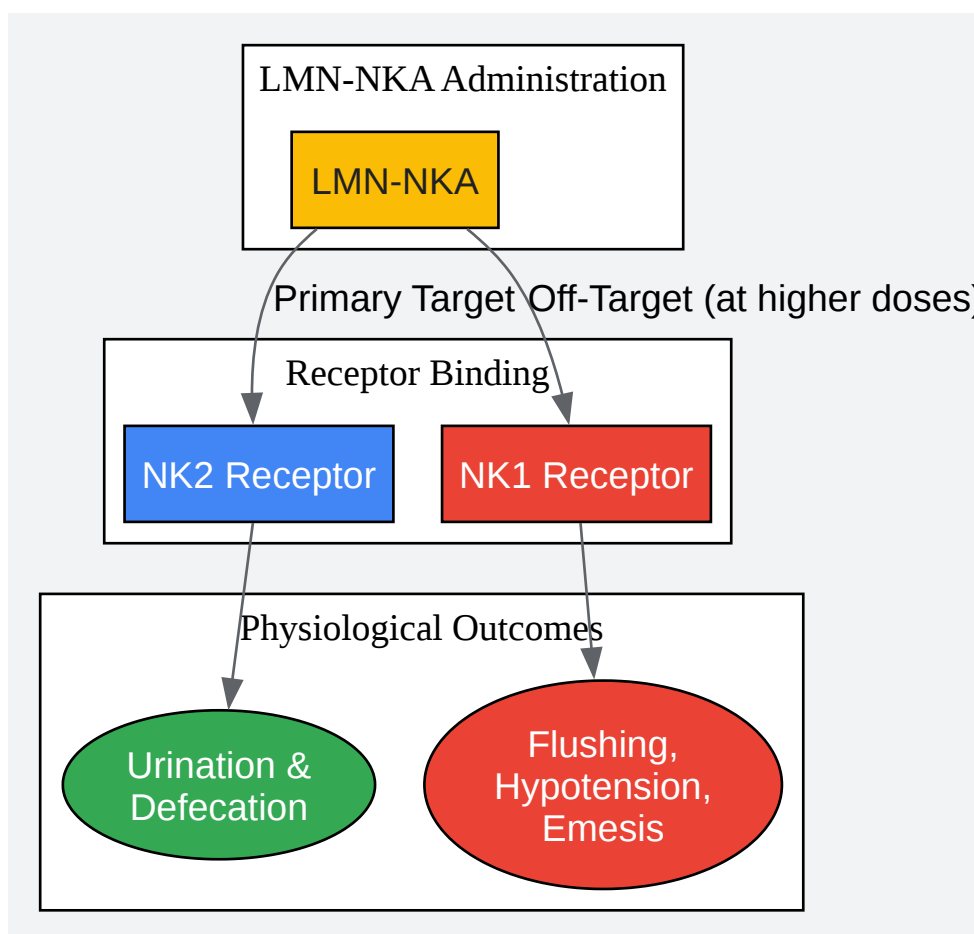 LMN-NKA Administration
LMN-NKA
Primary Target
Off-Target (at higher doses)
Receptor Binding
NK2 Receptor
NK1 Receptor
Physiological Outcomes
Urination &
Defecation
Flushing,
Hypotension,
Emesis